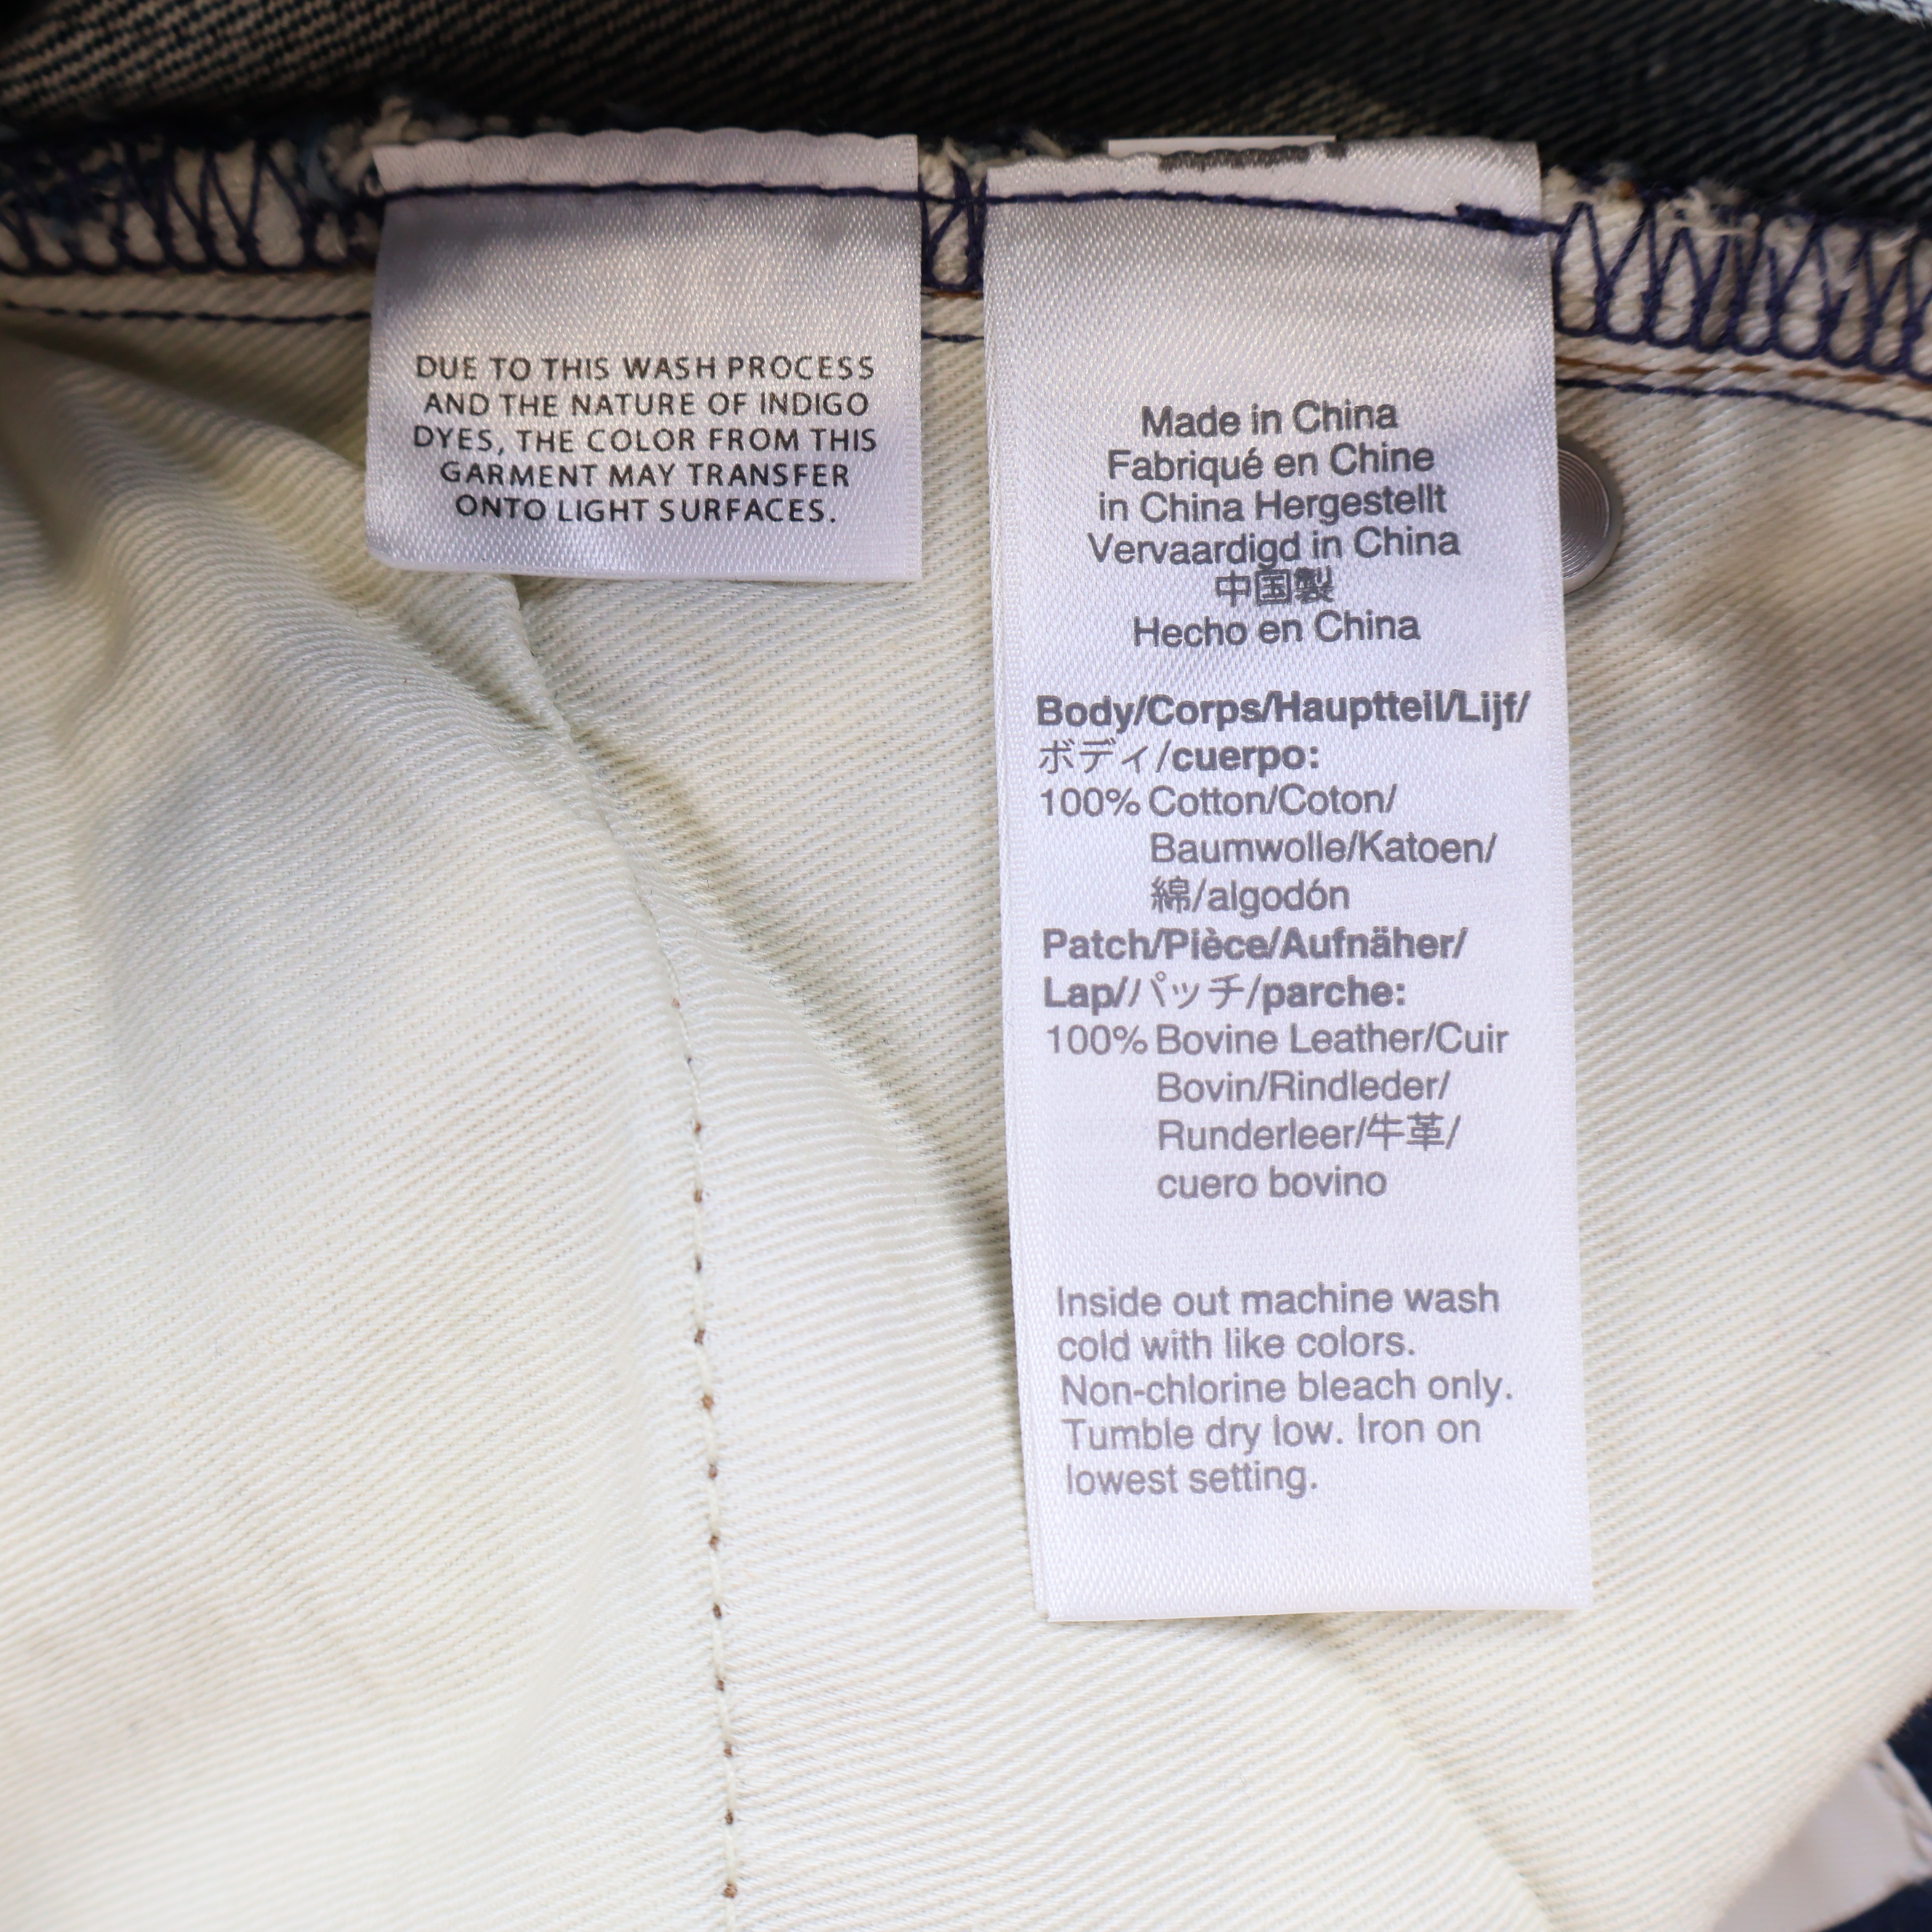 DUE TO THIS WASH PROCESS
AND THE NATURE OF INDIGO
DYES, THE COLOR FROM THIS
GARMENT MAY TRANSFER
ONTO LIGHT SURFACES.
Made in China
Fabriqué en Chine
in China Hergestellt
Vervaardigd in China
中国製
Hecho en China
Body/Corps/Hauptteil/Lijf/
ボディ/cuerpo:
100% Cotton/Coton/
Baumwolle/Katoen/
綿/algodón
Patch/Pièce/Aufnäher/
Lap/パッチ/parche:
100% Bovine Leather/Cuir
Bovin/Rindleder/
Runderleer/牛革/
cuero bovino
Inside out machine wash
cold with like colors.
Non-chlorine bleach only.
Tumble dry low. Iron on
lowest setting.